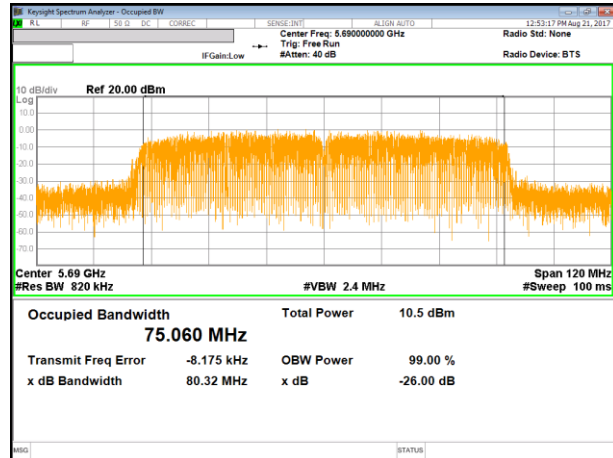 Keysight Spectrum Analyzer - Occupied BW
RL RF 50 Ω DC CORREC SENSE:INT ALIGN AUTO 12:53:17 PM Aug 21, 2017
Center Freq: 5.690000000 GHz Radio Std: None
Trig: Free Run
IFGain:Low #Atten: 40 dB Radio Device: BTS
10 dB/div Ref 20.00 dBm
Log
10.0
0.00
-10.0
-20.0
-30.0
-40.0
-50.0
-60.0
-70.0
Center 5.69 GHz Span 120 MHz
#Res BW 820 kHz #VBW 2.4 MHz #Sweep 100 ms
Occupied Bandwidth Total Power 10.5 dBm
75.060 MHz
Transmit Freq Error -8.175 kHz OBW Power 99.00 %
x dB Bandwidth 80.32 MHz x dB -26.00 dB
MSG STATUS